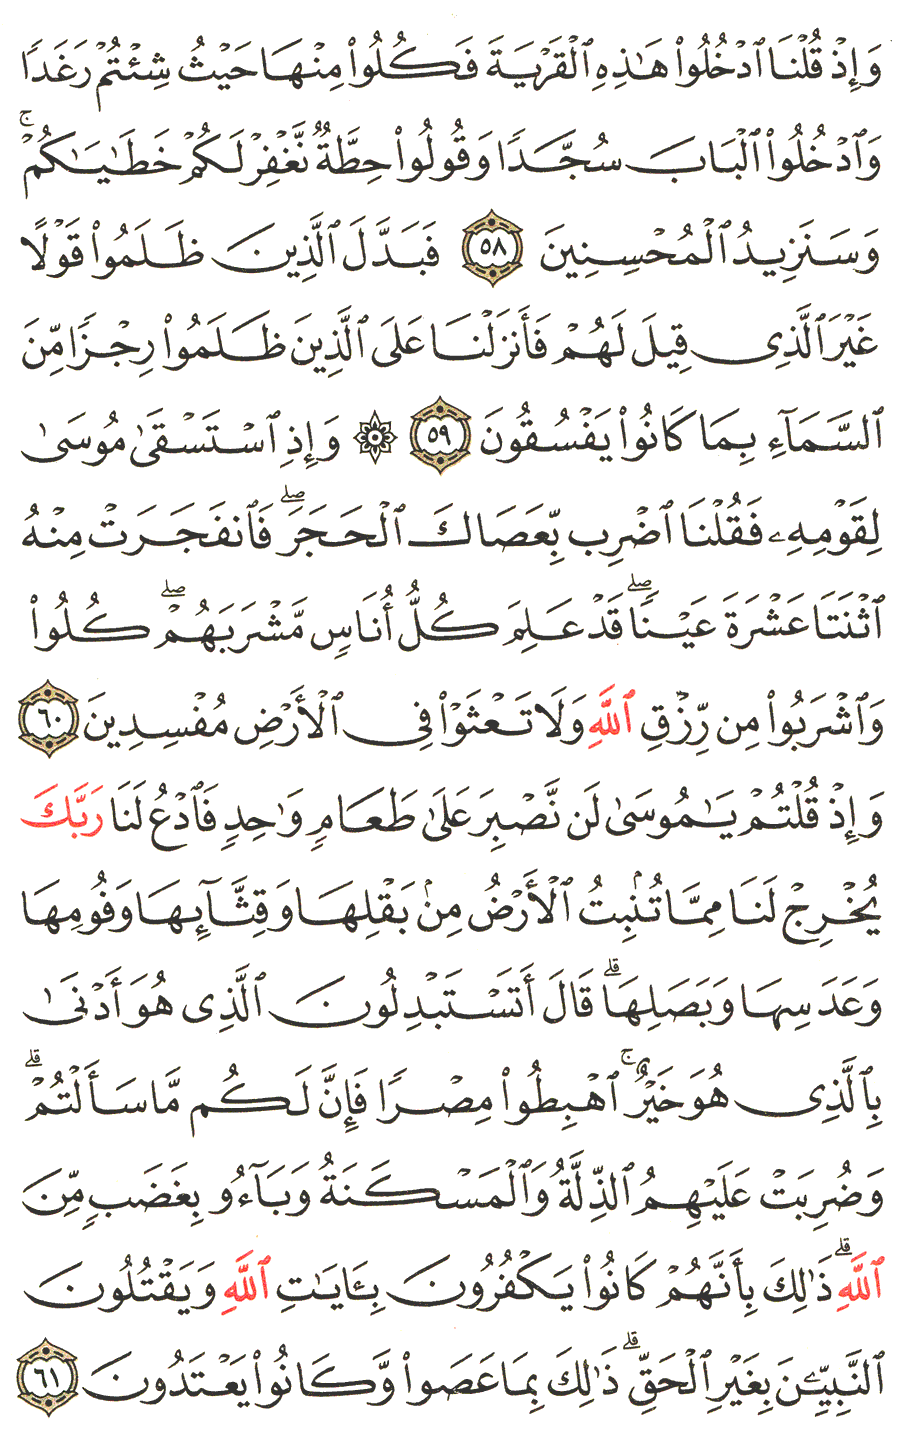 وَإِذْ قُلْنَا ٱدْخُلُوا۟ هَٰذِهِ ٱلْقَرْيَةَ فَكُلُوا۟ مِنْهَا حَيْثُ شِئْتُمْ رَغَدًا
وَٱدْخُلُوا۟ ٱلْبَابَ سُجَّدًا وَقُولُوا۟ حِطَّةٌ نَّغْفِرْ لَكُمْ خَطَٰيَٰكُمْ ۚ
وَسَنَزِيدُ ٱلْمُحْسِنِينَ ٥٨ فَبَدَّلَ ٱلَّذِينَ ظَلَمُوا۟ قَوْلًا
غَيْرَ ٱلَّذِى قِيلَ لَهُمْ فَأَنزَلْنَا عَلَى ٱلَّذِينَ ظَلَمُوا۟ رِجْزًا مِّنَ
ٱلسَّمَآءِ بِمَا كَانُوا۟ يَفْسُقُونَ ٥٩ ۞ وَإِذِ ٱسْتَسْقَىٰ مُوسَىٰ
لِقَوْمِهِۦ فَقُلْنَا ٱضْرِب بِّعَصَاكَ ٱلْحَجَرَ ۖ فَٱنفَجَرَتْ مِنْهُ
ٱثْنَتَا عَشْرَةَ عَيْنًا ۖ قَدْ عَلِمَ كُلُّ أُنَاسٍ مَّشْرَبَهُمْ ۖ كُلُوا۟
وَٱشْرَبُوا۟ مِن رِّزْقِ ٱللَّهِ وَلَا تَعْثَوْا۟ فِى ٱلْأَرْضِ مُفْسِدِينَ ٦٠
وَإِذْ قُلْتُمْ يَٰمُوسَىٰ لَن نَّصْبِرَ عَلَىٰ طَعَامٍ وَٰحِدٍ فَٱدْعُ لَنَا رَبَّكَ
يُخْرِجْ لَنَا مِمَّا تُنۢبِتُ ٱلْأَرْضُ مِنۢ بَقْلِهَا وَقِثَّآئِهَا وَفُومِهَا
وَعَدَسِهَا وَبَصَلِهَا ۖ قَالَ أَتَسْتَبْدِلُونَ ٱلَّذِى هُوَ أَدْنَىٰ
بِٱلَّذِى هُوَ خَيْرٌ ۚ ٱهْبِطُوا۟ مِصْرًا فَإِنَّ لَكُم مَّا سَأَلْتُمْ ۗ
وَضُرِبَتْ عَلَيْهِمُ ٱلذِّلَّةُ وَٱلْمَسْكَنَةُ وَبَآءُو بِغَضَبٍ مِّنَ
ٱللَّهِ ۗ ذَٰلِكَ بِأَنَّهُمْ كَانُوا۟ يَكْفُرُونَ بِـَٔايَٰتِ ٱللَّهِ وَيَقْتُلُونَ
ٱلنَّبِيِّـۧنَ بِغَيْرِ ٱلْحَقِّ ۗ ذَٰلِكَ بِمَا عَصَوا۟ وَّكَانُوا۟ يَعْتَدُونَ ٦١